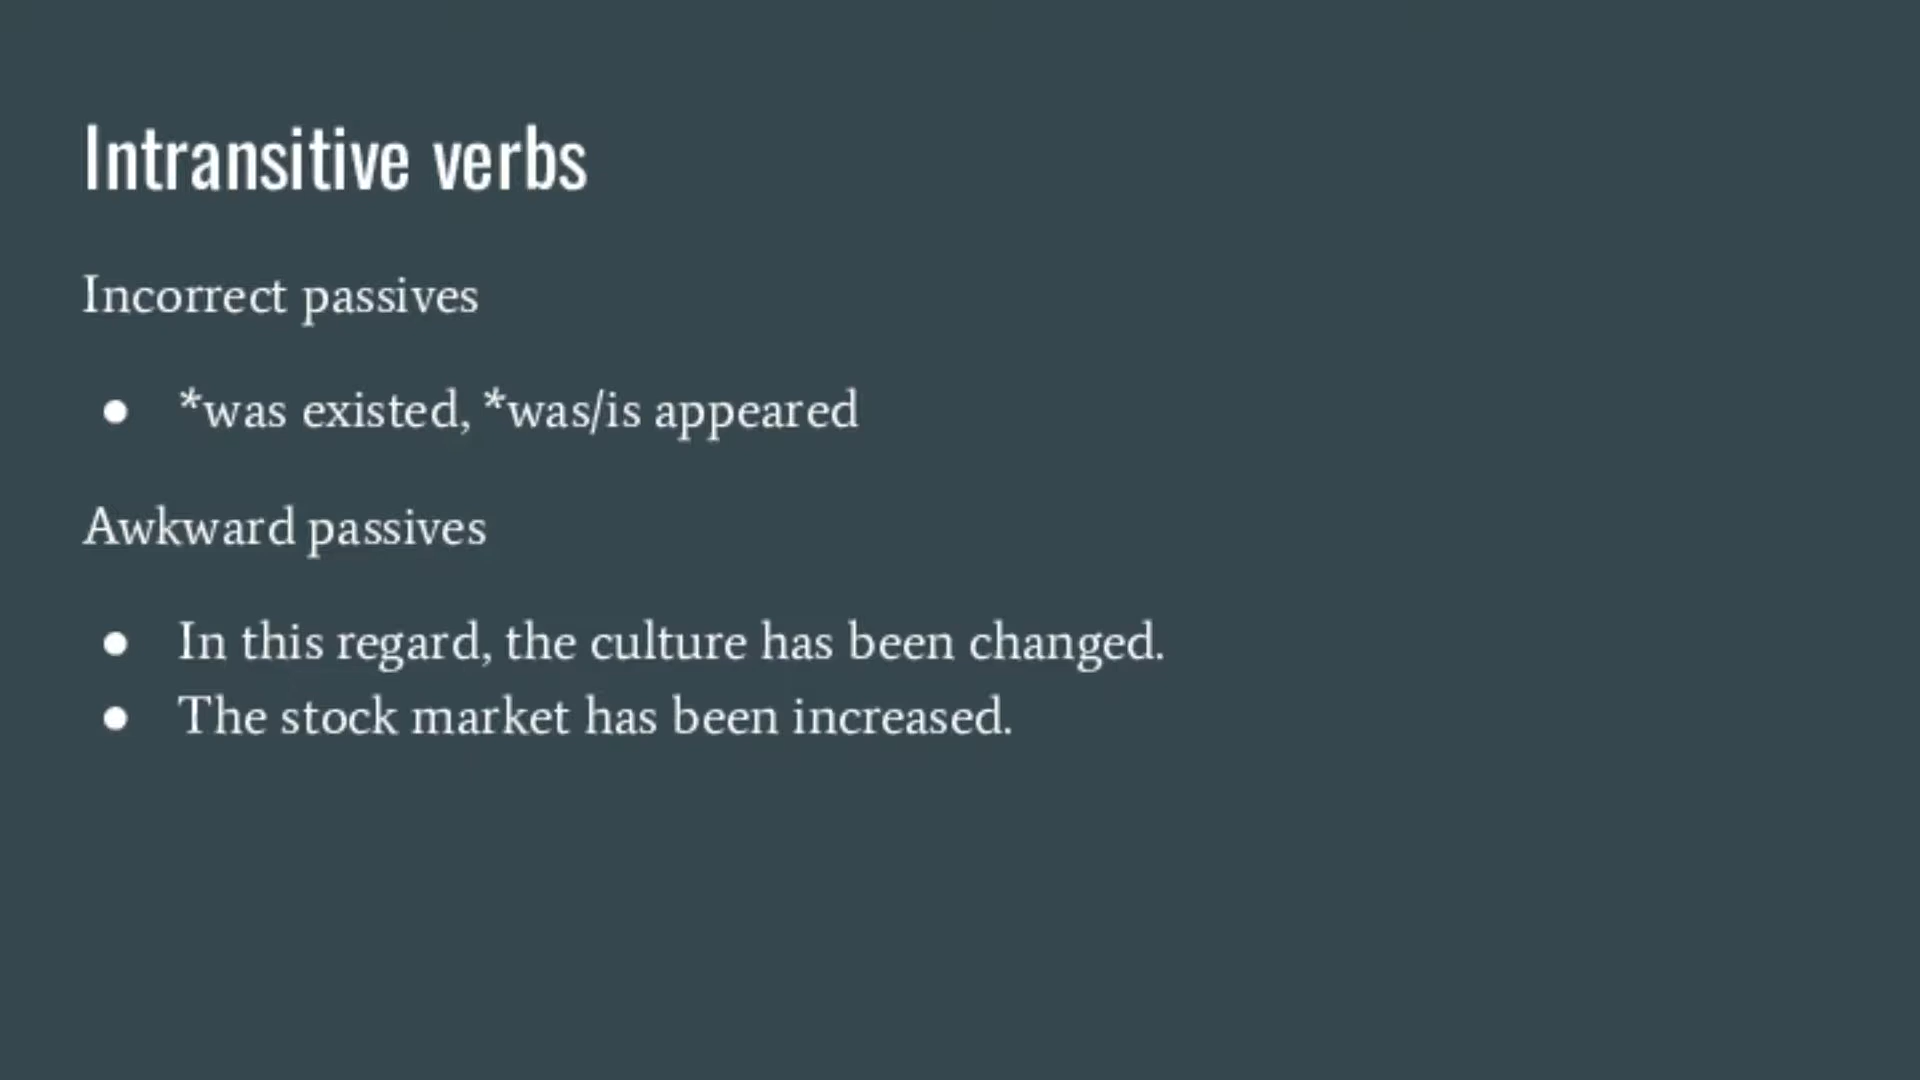 Intransitive verbs
Incorrect passives
● *was existed, *was/is appeared
Awkward passives
● In this regard, the culture has been changed.
● The stock market has been increased.